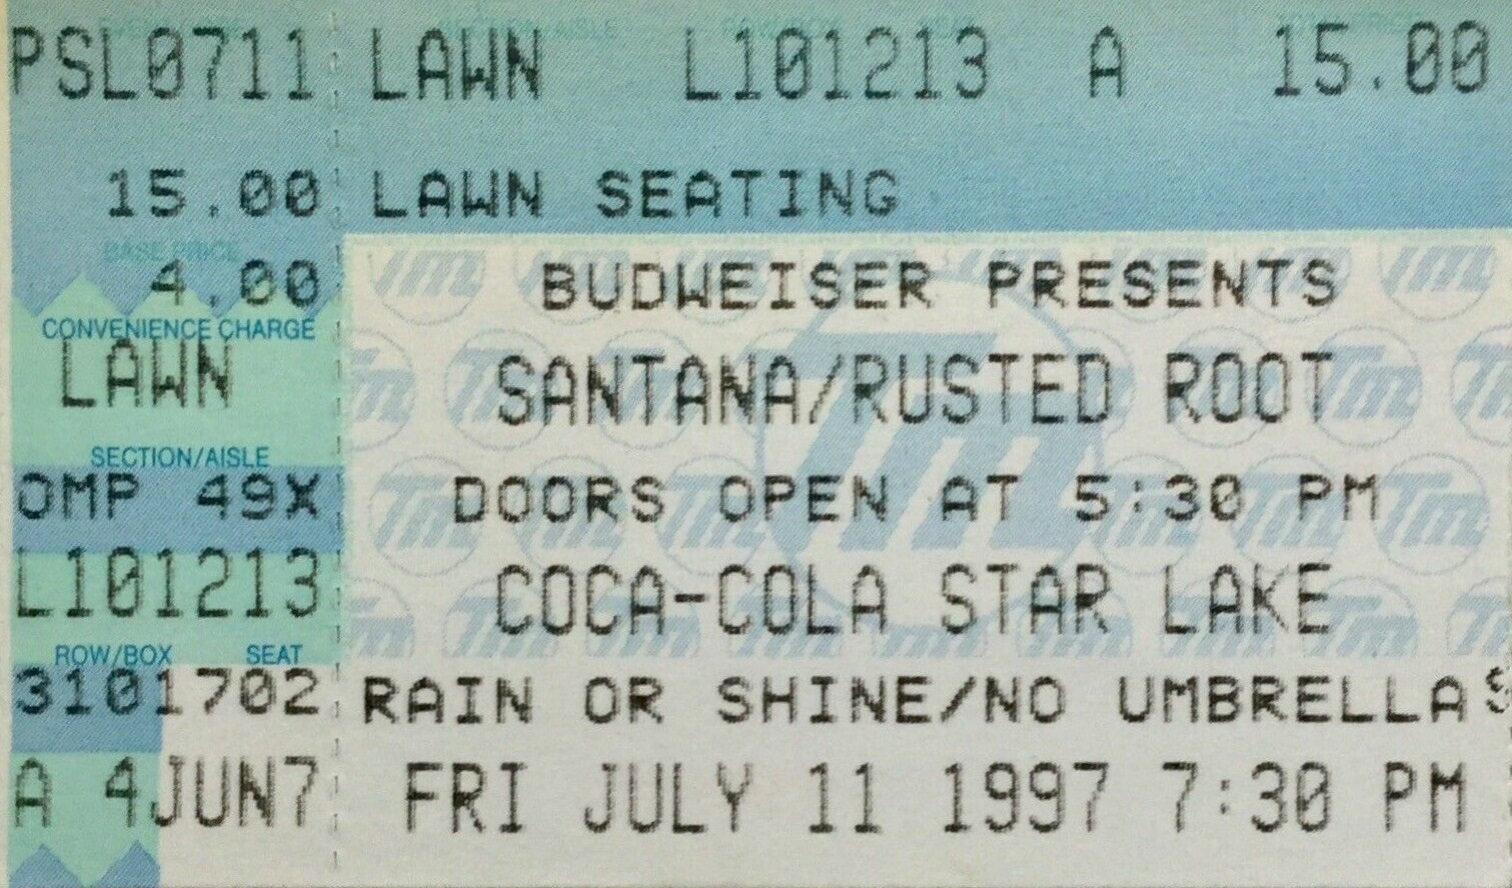 PSL0711 LAWN L101213 A 15.00
15.00 LAWN SEATING
BASE PRICE
4.00 BUDWEISER PRESENTS
CONVENIENCE CHARGE
LAWN SANTANA/RUSTED ROOT
SECTION/AISLE
OMP 49X DOORS OPEN AT 5:30 PM
L101213 COCA-COLA STAR LAKE
ROW/BOX SEAT
3101702 RAIN OR SHINE/NO UMBRELLAS
A 4JUN7 FRI JULY 11 1997 7:30 PM